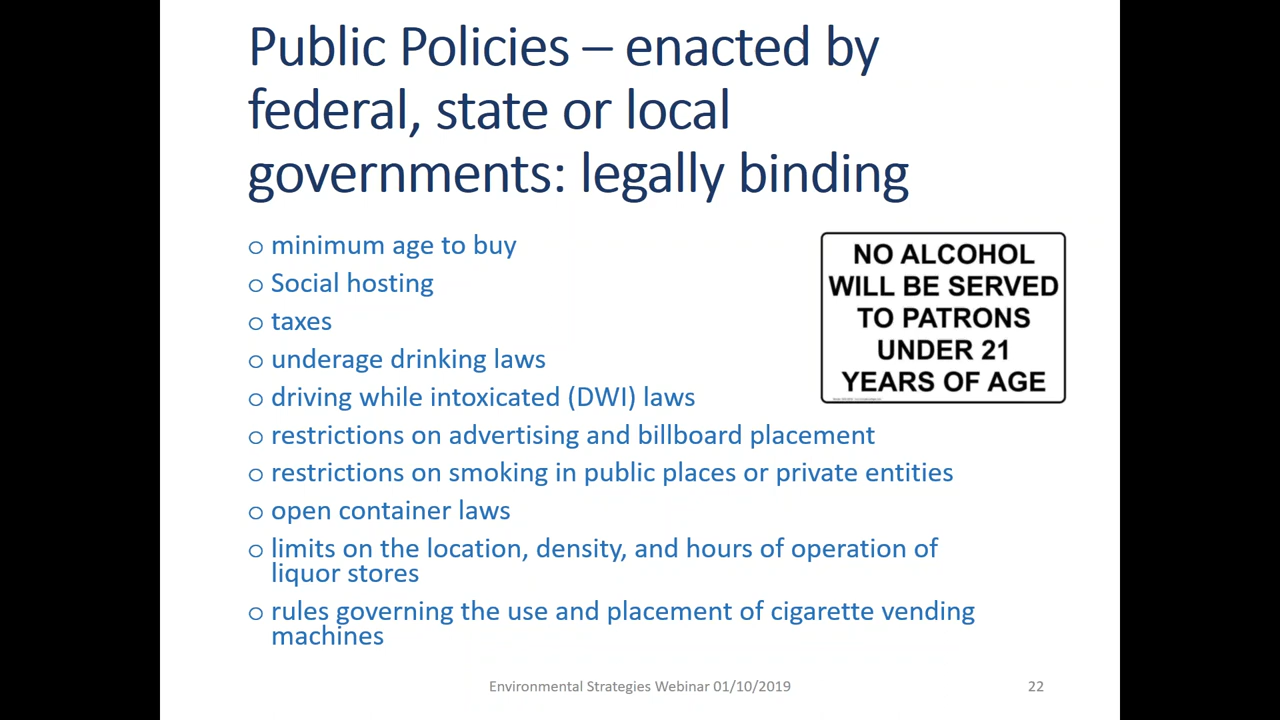 Public Policies – enacted by
federal, state or local
governments: legally binding
o minimum age to buy
o Social hosting
o taxes
o underage drinking laws
o driving while intoxicated (DWI) laws
o restrictions on advertising and billboard placement
o restrictions on smoking in public places or private entities
o open container laws
o limits on the location, density, and hours of operation of
liquor stores
o rules governing the use and placement of cigarette vending
machines
NO ALCOHOL
WILL BE SERVED
TO PATRONS
UNDER 21
YEARS OF AGE
Environmental Strategies Webinar 01/10/2019
22